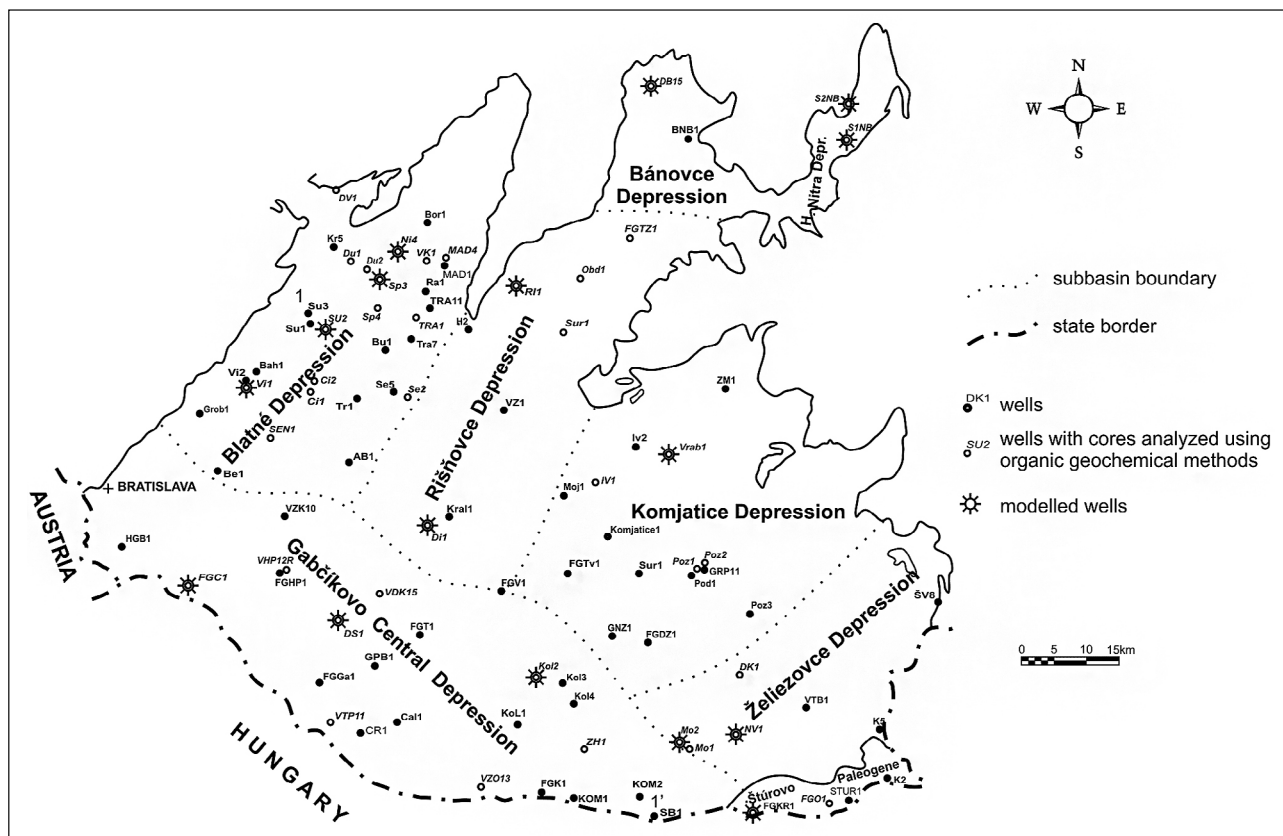 N
W
E
S
DB15
S2NB
BNB1
S1NB
H. Nitra Depr.
Bánovce
Depression
DV1
Bor1
FGTZ1
Kr5
Ni4
Du1
Du2
VK1
MAD4
MAD1
Sp3
Ra1
RI1
Obd1
1
Su3
Su1
SU2
Sp4
TRA11
TRA1
H2
Sur1
Bu1
Tra7
Vi2
Bah1
Vi1
Ci2
Ci1
Se5
Se2
Tr1
VZ1
ZM1
Grob1
SEN1
Blatné Depression
Rišňovce Depression
Iv2
Vrab1
AB1
Be1
IV1
Moj1
BRATISLAVA
AUSTRIA
VZK10
Kral1
Di1
Komjatice Depression
Komjatice1
HGB1
VHP12R
FGHP1
FGC1
FGTv1
Sur1
Poz1
Poz2
GRP11
Pod1
FGV1
VDK15
DS1
FGT1
Gabčíkovo Central Depression
GNZ1
FGDZ1
Poz3
ŠV8
Želiezovce Depression
GPB1
FGGa1
Kol2
Kol3
Kol4
DK1
VTB1
VTP11
CR1
Cal1
KoL1
ZH1
Mo2
Mo1
NV1
K5
HUNGARY
VZO13
FGK1
KOM1
KOM2
1'
SB1
Štúrovo
Paleogene
K2
FGO1
STUR1
FGKR1
subbasin boundary
state border
DK1
wells
SU2
wells with cores analyzed using
organic geochemical methods
modelled wells
0 5 10 15km